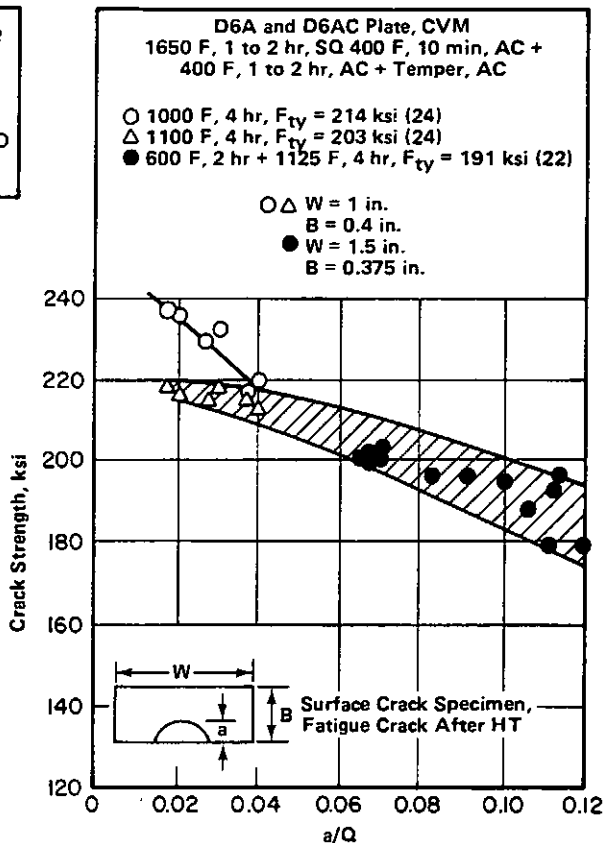 D6A and D6AC Plate, CVM
1650 F, 1 to 2 hr, SQ 400 F, 10 min, AC +
400 F, 1 to 2 hr, AC + Temper, AC
○ 1000 F, 4 hr, Fty = 214 ksi (24)
△ 1100 F, 4 hr, Fty = 203 ksi (24)
● 600 F, 2 hr + 1125 F, 4 hr, Fty = 191 ksi (22)
○ △ W = 1 in.
B = 0.4 in.
● W = 1.5 in.
B = 0.375 in.
240
220
200
180
160
140
120
Crack Strength, ksi
W
B
a
Surface Crack Specimen,
Fatigue Crack After HT
0 0.02 0.04 0.06 0.08 0.10 0.12
a/Q